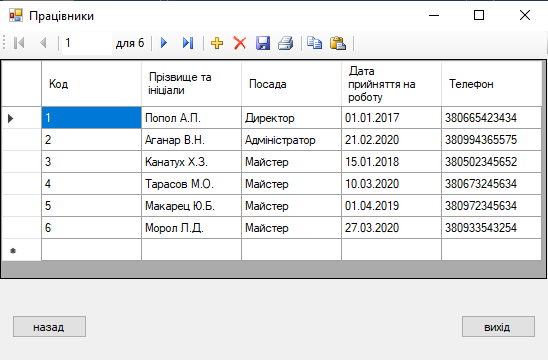 Працівники
1 для 6
Код Прізвище та ініали Посада Дата прийняття на роботу Телефон
1 Попол А.П. Директор 01.01.2017 380665423434
2 Аганар В.Н. Адміністратор 21.02.2020 380994365575
3 Канатух Х.З. Майстер 15.01.2018 380502345652
4 Тарасов М.О. Майстер 10.03.2020 380673245634
5 Макарец Ю.Б. Майстер 01.04.2019 380972345634
6 Морол Л.Д. Майстер 27.03.2020 380933543254
назад вихід